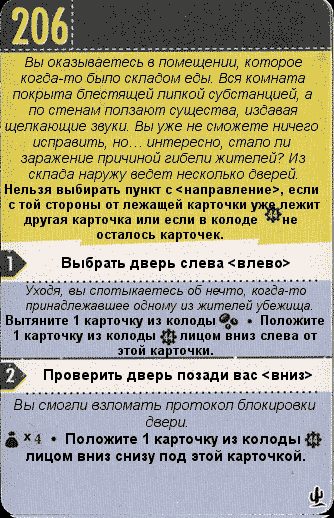 206
Вы оказываетесь в помещении, которое
когда-то было складом еды. Вся комната
покрыта блестящей липкой субстанцией, а
по стенам ползают существа, издавая
щелкающие звуки. Вы уже не сможете ничего
исправить, но… интересно, стало ли
заражение причиной гибели жителей? Из
склада наружу ведет несколько дверей.
Нельзя выбирать пункт с <направление>, если
с той стороны от лежащей карточки уже лежит
другая карточка или если в колоде 44 не
осталось карточек.
1 Выбрать дверь слева <влево>
Уходя, вы спотыкаетесь об нечто, когда-то
принадлежавшее одному из жителей убежища.
Вытяните 1 карточку из колоды • Положите
1 карточку из колоды 44 лицом вниз слева от
этой карточки.
2 Проверить дверь позади вас <вниз>
Вы смогли взломать протокол блокировки
двери.
x 4 • Положите 1 карточку из колоды 44
лицом вниз снизу под этой карточкой.